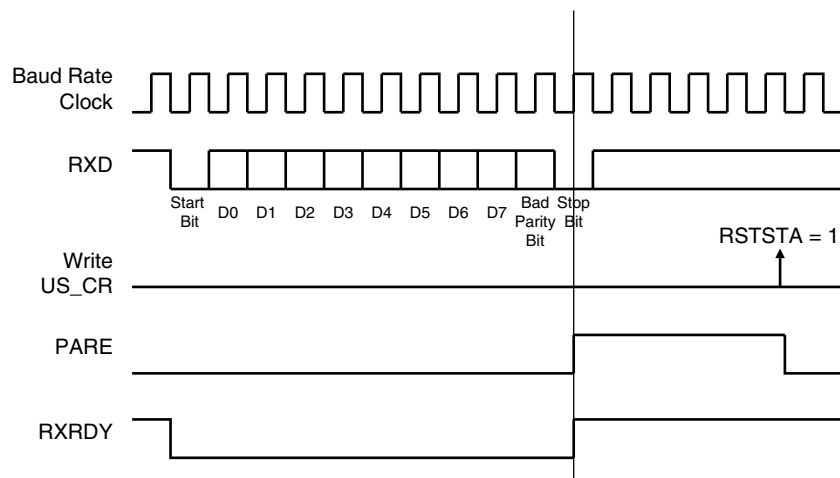 Baud Rate
Clock
RXD
Start
Bit
D0
D1
D2
D3
D4
D5
D6
D7
Bad
Parity
Bit
Stop
Bit
RSTSTA = 1
Write
US_CR
PARE
RXRDY